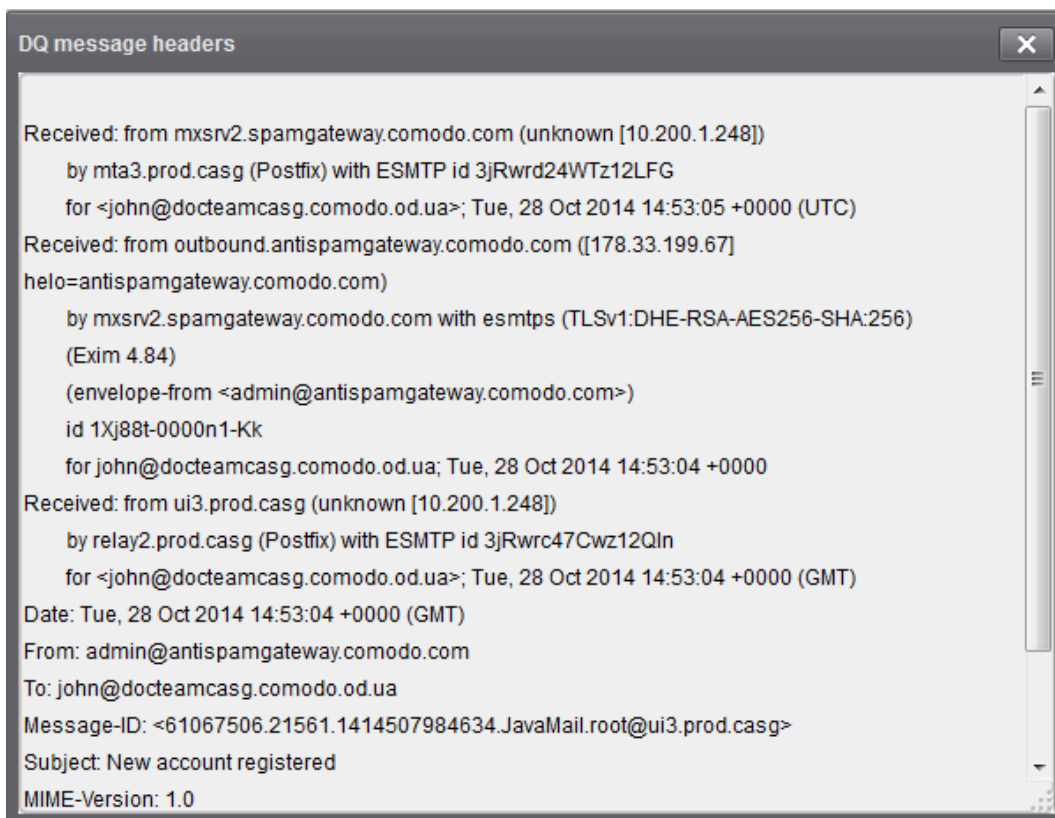 DQ message headers
Received: from mxsrv2.spamgateway.comodo.com (unknown [10.200.1.248])
by mta3.prod.casg (Postfix) with ESMTP id 3jRwrd24WTz12LFG
for <john@docteamcasg.comodo.od.ua>; Tue, 28 Oct 2014 14:53:05 +0000 (UTC)
Received: from outbound.antispamgateway.comodo.com ([178.33.199.67]
helo=antispamgateway.comodo.com)
by mxsrv2.spamgateway.comodo.com with esmtps (TLSv1:DHE-RSA-AES256-SHA:256)
(Exim 4.84)
(envelope-from <admin@antispamgateway.comodo.com>)
id 1Xj88t-0000n1-Kk
for john@docteamcasg.comodo.od.ua; Tue, 28 Oct 2014 14:53:04 +0000
Received: from ui3.prod.casg (unknown [10.200.1.248])
by relay2.prod.casg (Postfix) with ESMTP id 3jRwrc47Cwz12Qln
for <john@docteamcasg.comodo.od.ua>; Tue, 28 Oct 2014 14:53:04 +0000 (GMT)
Date: Tue, 28 Oct 2014 14:53:04 +0000 (GMT)
From: admin@antispamgateway.comodo.com
To: john@docteamcasg.comodo.od.ua
Message-ID: <61067506.21561.1414507984634.JavaMail.root@ui3.prod.casg>
Subject: New account registered
MIME-Version: 1.0